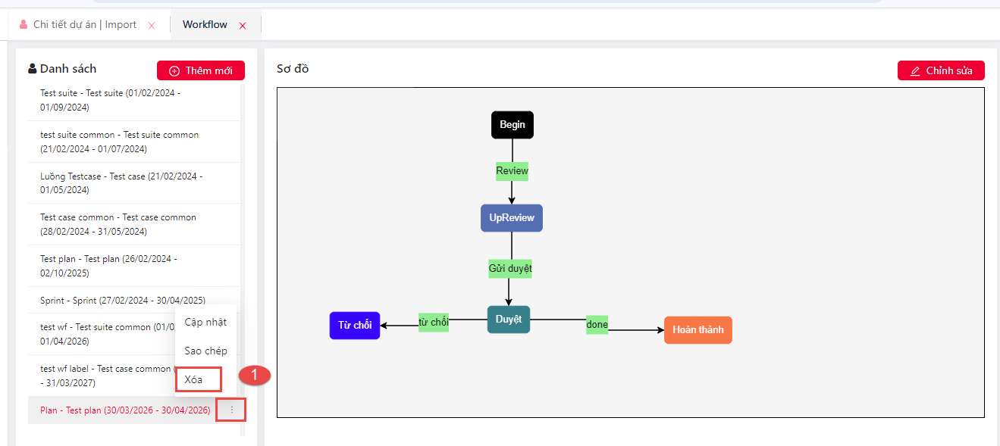 Chi tiết dự án | Import
Workflow
Danh sách
Thêm mới
Test suite - Test suite (01/02/2024 -
01/09/2024)
test suite common - Test suite common
(21/02/2024 - 01/07/2024)
Luồng Testcase - Test case (21/02/2024 -
01/05/2024)
Test case common - Test case common
(28/02/2024 - 31/05/2024)
Test plan - Test plan (26/02/2024 -
02/10/2025)
Sprint - Sprint (27/02/2024 - 30/04/2025)
test wf - Test suite common (01/0
01/04/2026)
test wf label - Test case common (
- 31/03/2027)
Plan - Test plan (30/03/2026 - 30/04/2026)
Cập nhật
Sao chép
Xóa
1
Sơ đồ
Chỉnh sửa
Begin
Review
UpReview
Gửi duyệt
Duyệt
từ chối
Từ chối
done
Hoàn thành